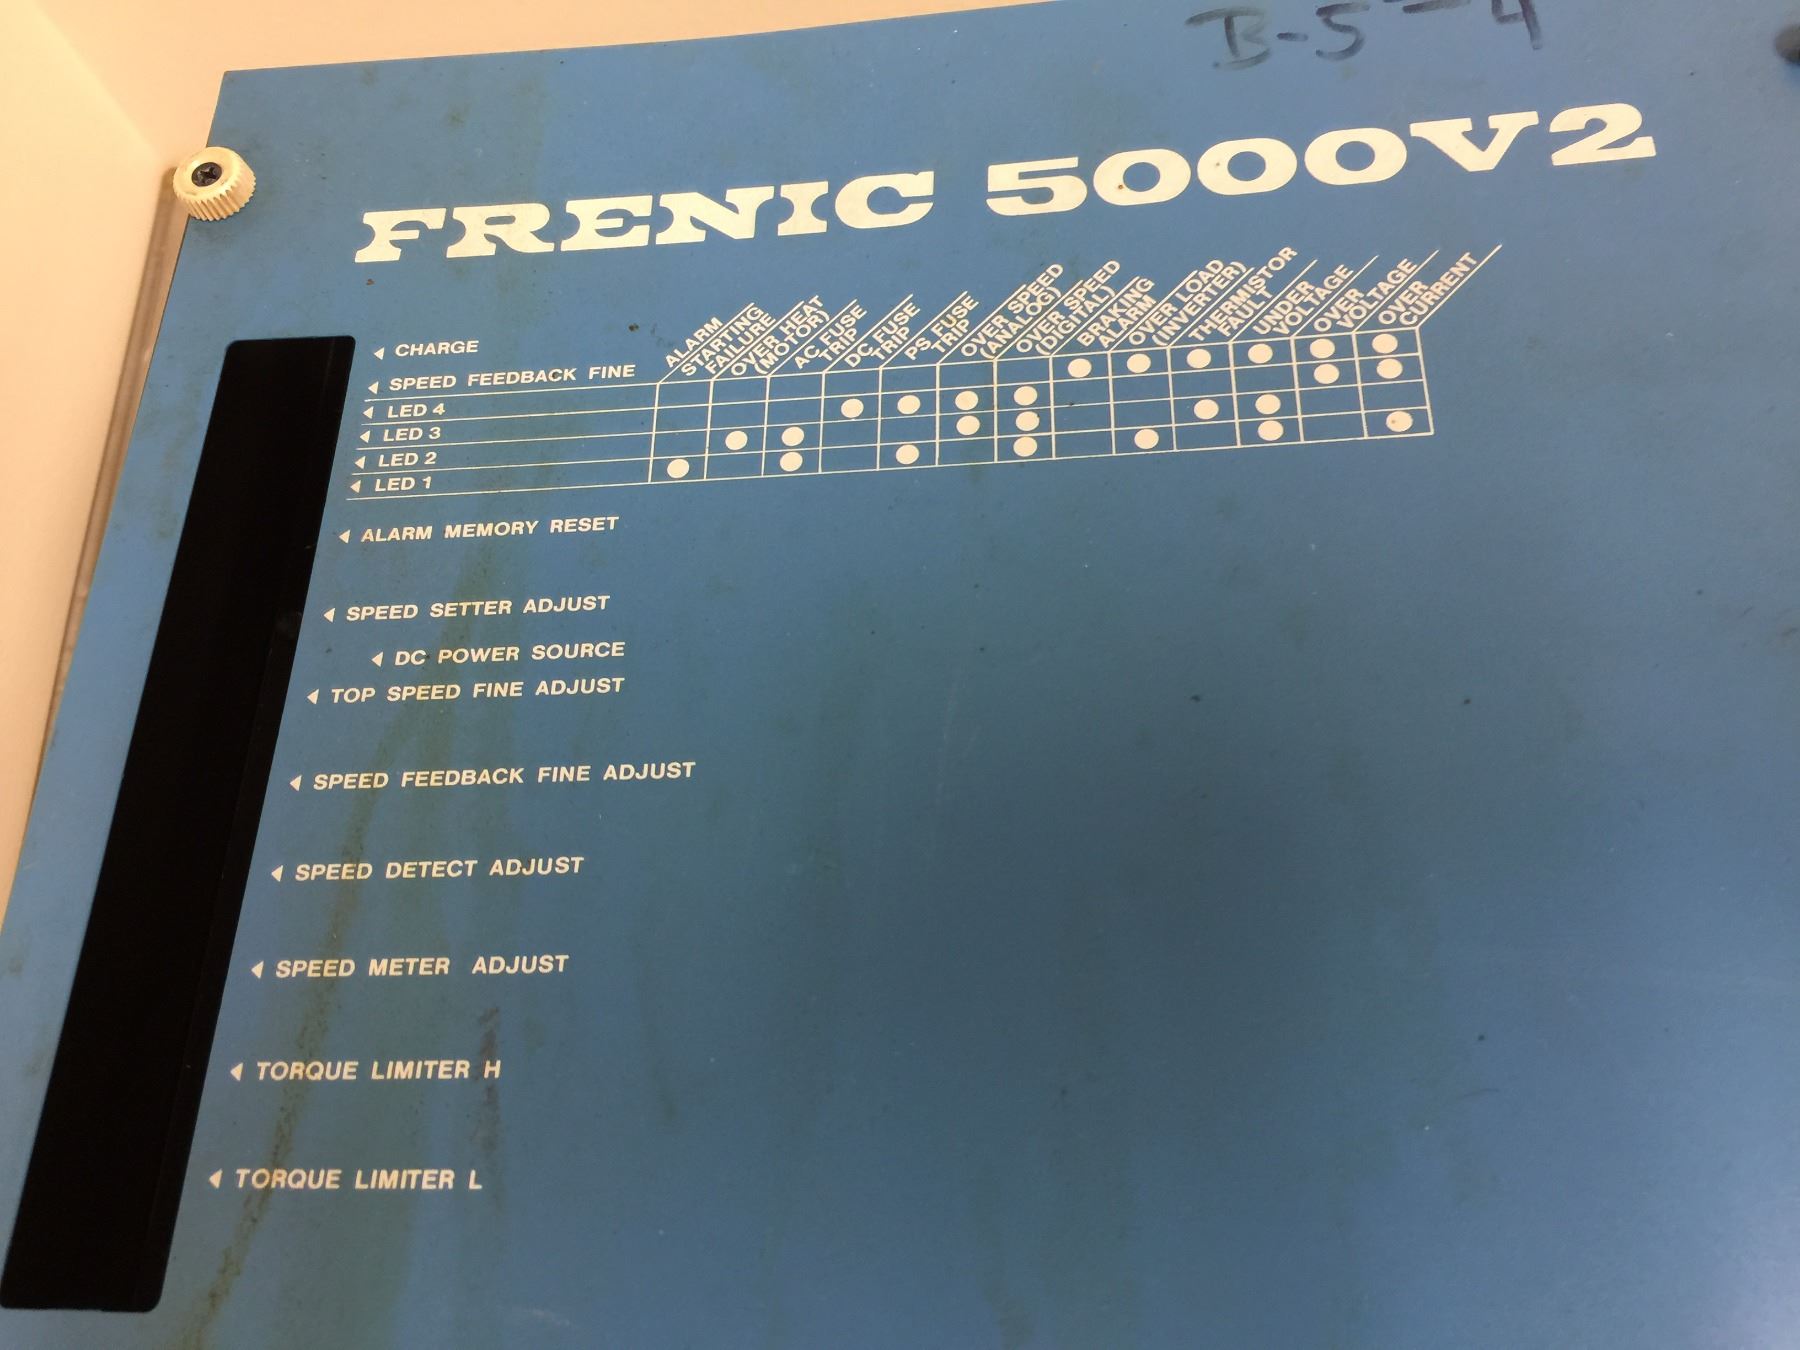 B-5-4
FRENIC 5000V2
ALARM
STARTING
FAILURE
OVER HEAT
(MOTOR)
AC FUSE
TRIP
DC FUSE
TRIP
PS. FUSE
TRIP
OVER SPEED
(ANALOG)
OVER SPEED
(DIGITAL)
BRAKING
ALARM
OVER LOAD
(INVERTER)
THERMISTOR
FAULT
UNDER
VOLTAGE
OVER
VOLTAGE
OVER
CURRENT
CHARGE
SPEED FEEDBACK FINE
LED 4
LED 3
LED 2
LED 1
ALARM MEMORY RESET
SPEED SETTER ADJUST
DC POWER SOURCE
TOP SPEED FINE ADJUST
SPEED FEEDBACK FINE ADJUST
SPEED DETECT ADJUST
SPEED METER ADJUST
TORQUE LIMITER H
TORQUE LIMITER L